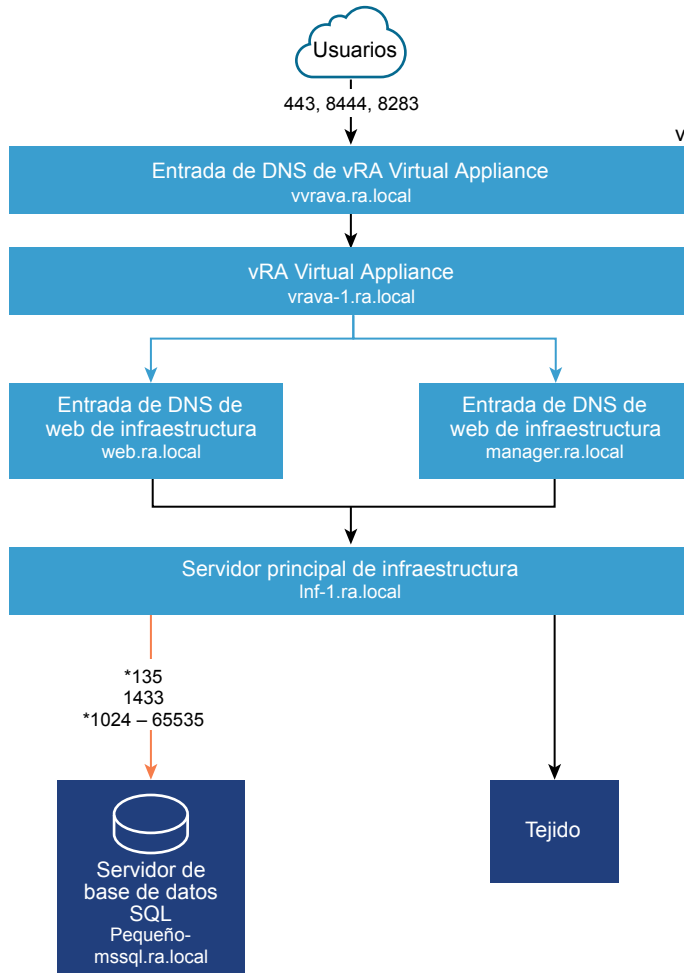 Usuarios
443, 8444, 8283
v
Entrada de DNS de vRA Virtual Appliance
vvrava.ra.local
vRA Virtual Appliance
vrava-1.ra.local
Entrada de DNS de
web de infraestructura
web.ra.local
Entrada de DNS de
web de infraestructura
manager.ra.local
Servidor principal de infraestructura
Inf-1.ra.local
*135
1433
*1024 – 65535
Servidor de
base de datos
SQL
Pequeño-
mssql.ra.local
Tejido